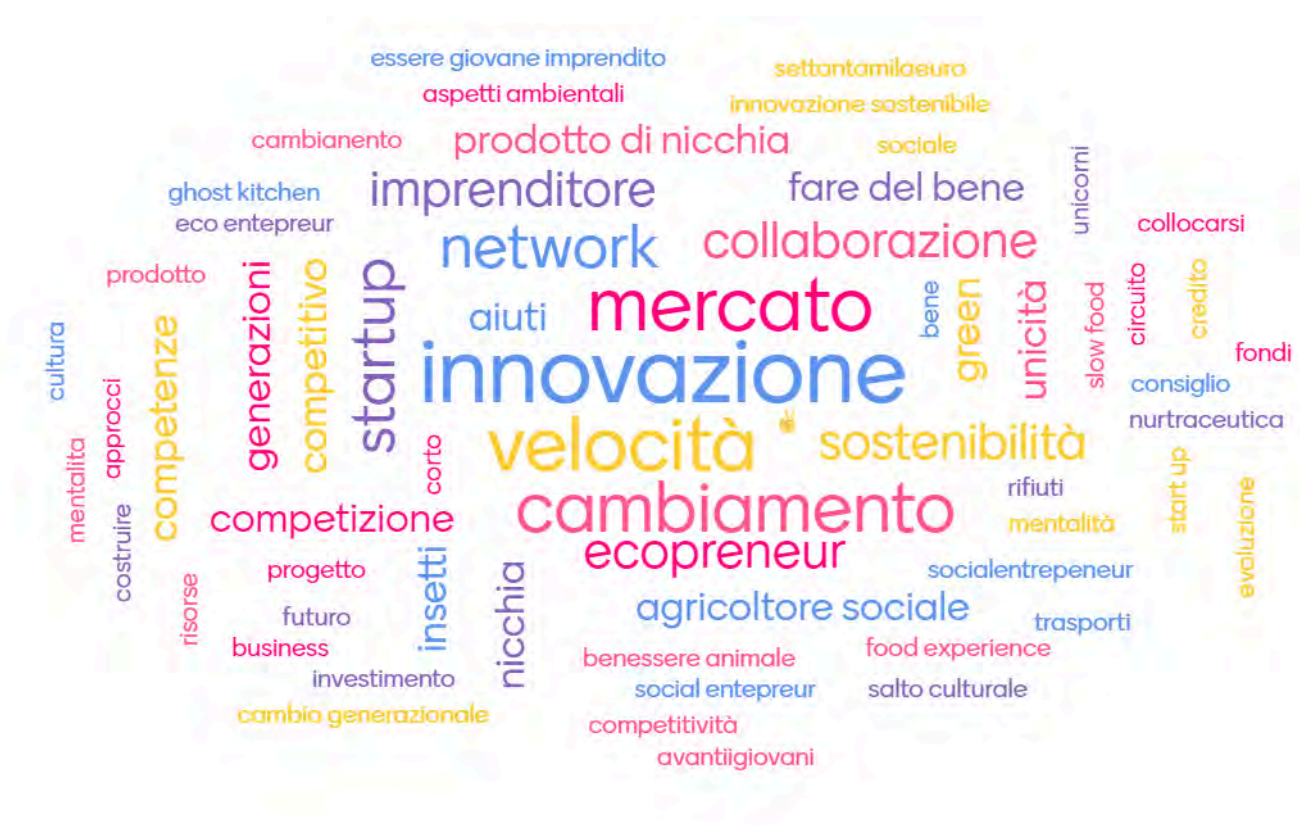 essere giovane imprendito
settantamilaeuro
aspetti ambientali
innovazione sostenibile
cambianento
prodotto di nicchia
sociale
unicorni
ghost kitchen
imprenditore
fare del bene
eco entepreur
network
collaborazione
collocarsi
prodotto
generazioni
competitivo
startup
aiuti
mercato
bene
green
unicità
slow food
circuito
credito
cultura
competenze
innovazione
fondi
consiglio
approcci
nurtraceutica
mentalita
corto
velocità
sostenibilità
start up
evoluzione
costruire
competizione
cambiamento
rifiuti
mentalità
ecopreneur
progetto
insetti
nicchia
socialentrepeneur
risorse
futuro
agricoltore sociale
trasporti
business
benessere animale
food experience
investimento
social entepreur
salto culturale
cambio generazionale
competitività
avantiigiovani